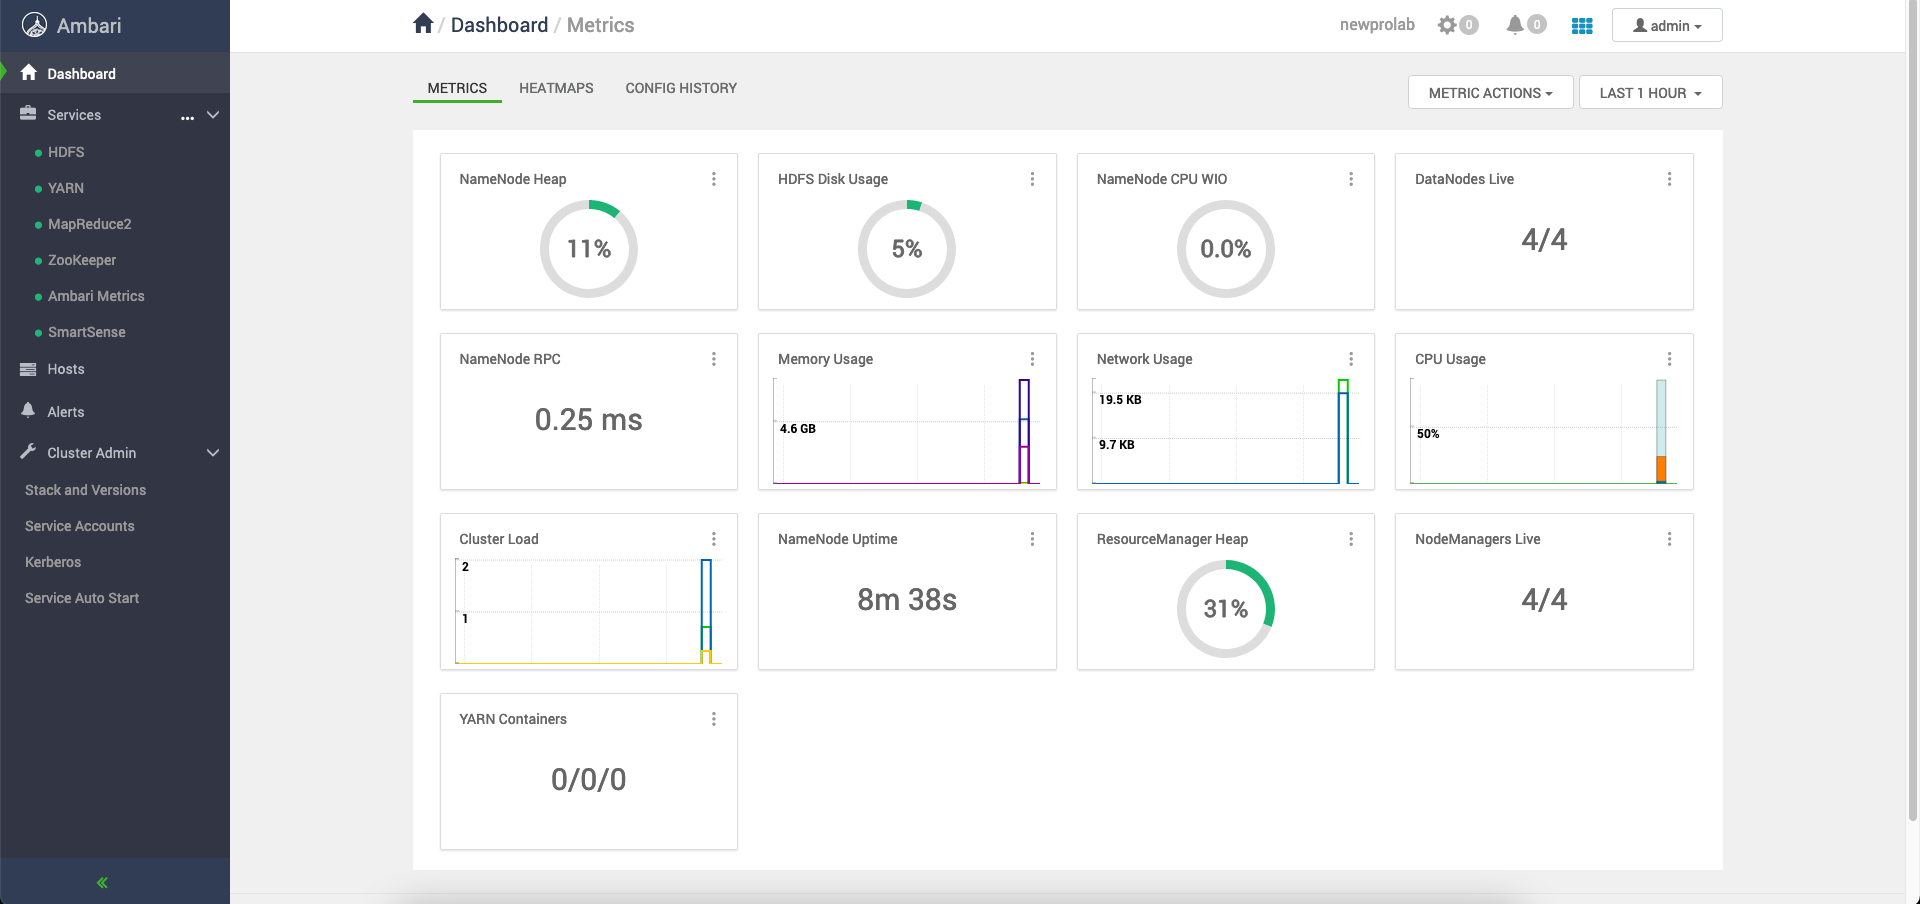 Ambari
Dashboard
Services ...
HDFS
YARN
MapReduce2
ZooKeeper
Ambari Metrics
SmartSense
Hosts
Alerts
Cluster Admin
Stack and Versions
Service Accounts
Kerberos
Service Auto Start
/ Dashboard / Metrics
newprolab 0 0 admin
METRICS HEATMAPS CONFIG HISTORY
METRIC ACTIONS LAST 1 HOUR
NameNode Heap
11%
HDFS Disk Usage
5%
NameNode CPU WIO
0.0%
DataNodes Live
4/4
NameNode RPC
0.25 ms
Memory Usage
4.6 GB
Network Usage
19.5 KB
9.7 KB
CPU Usage
50%
Cluster Load
2
1
NameNode Uptime
8m 38s
ResourceManager Heap
31%
NodeManagers Live
4/4
YARN Containers
0/0/0